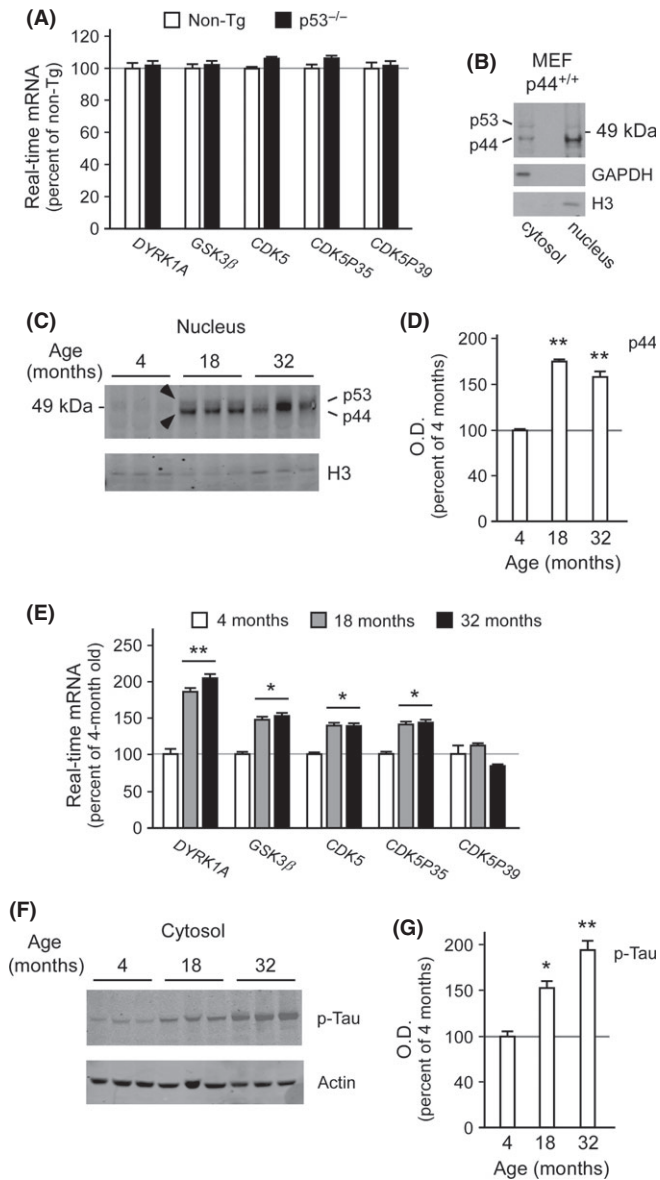 (A)
Non-Tg
p53–/–
Real-time mRNA
(percent of non-Tg)
120
100
80
60
40
20
0
DYRK1A
GSK3β
CDK5
CDK5P35
CDK5P39
(B)
MEF
p44+/+
p53
p44
49 kDa
GAPDH
H3
cytosol
nucleus
(C)
Nucleus
Age
(months)
4
18
32
49 kDa
p53
p44
H3
(D)
p44
O.D.
(percent of 4 months)
200
150
100
100
0
**
**
4
18
32
Age (months)
(E)
4 months
18 months
32 months
Real-time mRNA
(percent of 4-month old)
250
200
150
100
50
0
**
*
*
*
DYRK1A
GSK3β
CDK5
CDK5P35
CDK5P39
(F)
Cytosol
Age
(months)
4
18
32
p-Tau
Actin
(G)
p-Tau
O.D.
(percent of 4 months)
200
150
100
100
0
*
**
4
18
32
Age (months)